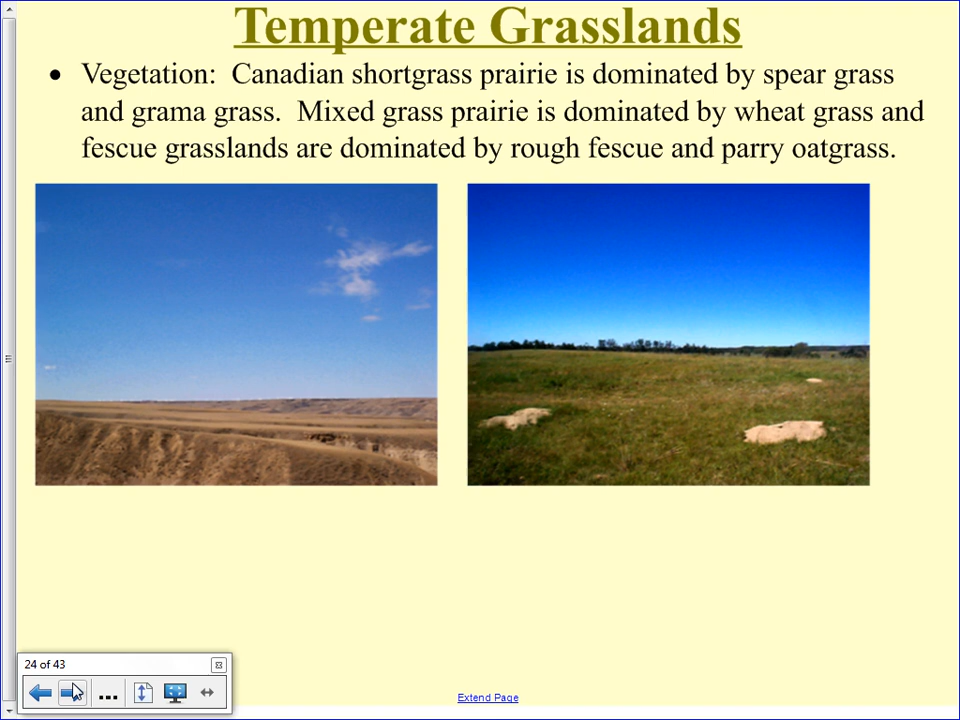 Temperate Grasslands
• Vegetation: Canadian shortgrass prairie is dominated by spear grass
and grama grass. Mixed grass prairie is dominated by wheat grass and
fescue grasslands are dominated by rough fescue and parry oatgrass.
24 of 43
Extend Page